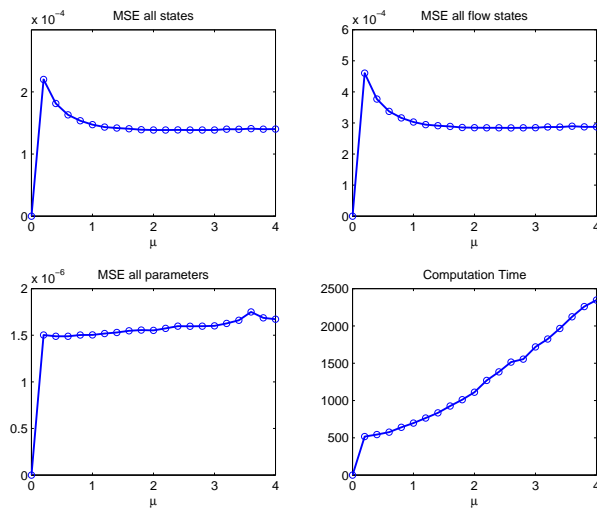 MSE all states
x 10⁻⁴
2
1
0
0 1 2 3 4
μ
MSE all flow states
x 10⁻⁴
6
5
4
3
2
1
0
0 1 2 3 4
μ
MSE all parameters
x 10⁻⁶
2
1.5
1
0.5
0
0 1 2 3 4
μ
Computation Time
2500
2000
1500
1000
500
0
0 1 2 3 4
μ